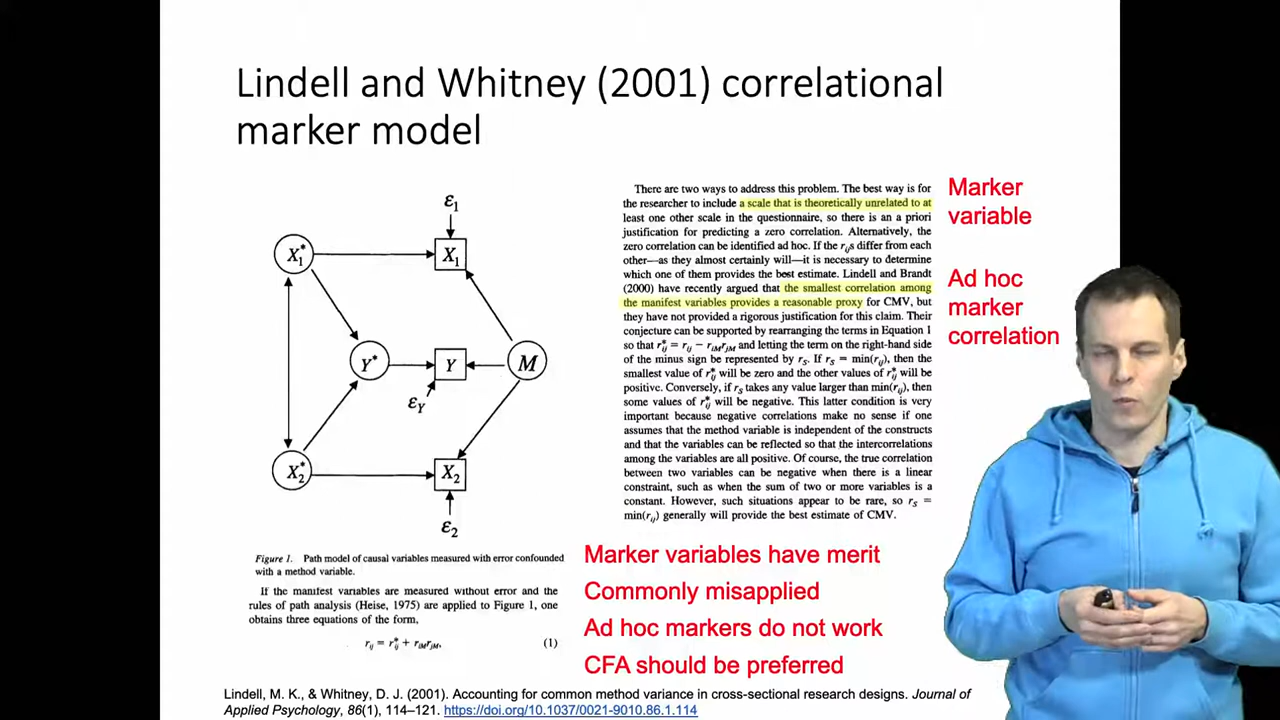 Lindell and Whitney (2001) correlational
marker model
ε1
X1*
X1
Y*
Y
M
εY
X2*
X2
ε2
Figure 1. Path model of causal variables measured with error confounded
with a method variable.
If the manifest variables are measured without error and the
rules of path analysis (Heise, 1975) are applied to Figure 1, one
obtains three equations of the form,
rij = r*ij + riMrjM, (1)
There are two ways to address this problem. The best way is for
the researcher to include a scale that is theoretically unrelated to at
least one other scale in the questionnaire, so there is an a priori
justification for predicting a zero correlation. Alternatively, the
zero correlation can be identified ad hoc. If the rijs differ from each
other—as they almost certainly will—it is necessary to determine
which one of them provides the best estimate. Lindell and Brandt
(2000) have recently argued that the smallest correlation among
the manifest variables provides a reasonable proxy for CMV, but
they have not provided a rigorous justification for this claim. Their
conjecture can be supported by rearranging the terms in Equation 1
so that r*ij = rij − riMrjM and letting the term on the right-hand side
of the minus sign be represented by rs. If rs = min(rij), then the
smallest value of r*ij will be zero and the other values of r*ij will be
positive. Conversely, if rs takes any value larger than min(rij), then
some values of r*ij will be negative. This latter condition is very
important because negative correlations make no sense if one
assumes that the method variable is independent of the constructs
and that the variables can be reflected so that the intercorrelations
among the variables are all positive. Of course, the true correlation
between two variables can be negative when there is a linear
constraint, such as when the sum of two or more variables is a
constant. However, such situations appear to be rare, so rs =
min(rij) generally will provide the best estimate of CMV.
Marker
variable
Ad hoc
marker
correlation
Marker variables have merit
Commonly misapplied
Ad hoc markers do not work
CFA should be preferred
Lindell, M. K., & Whitney, D. J. (2001). Accounting for common method variance in cross-sectional research designs. Journal of
Applied Psychology, 86(1), 114–121. https://doi.org/10.1037/0021-9010.86.1.114